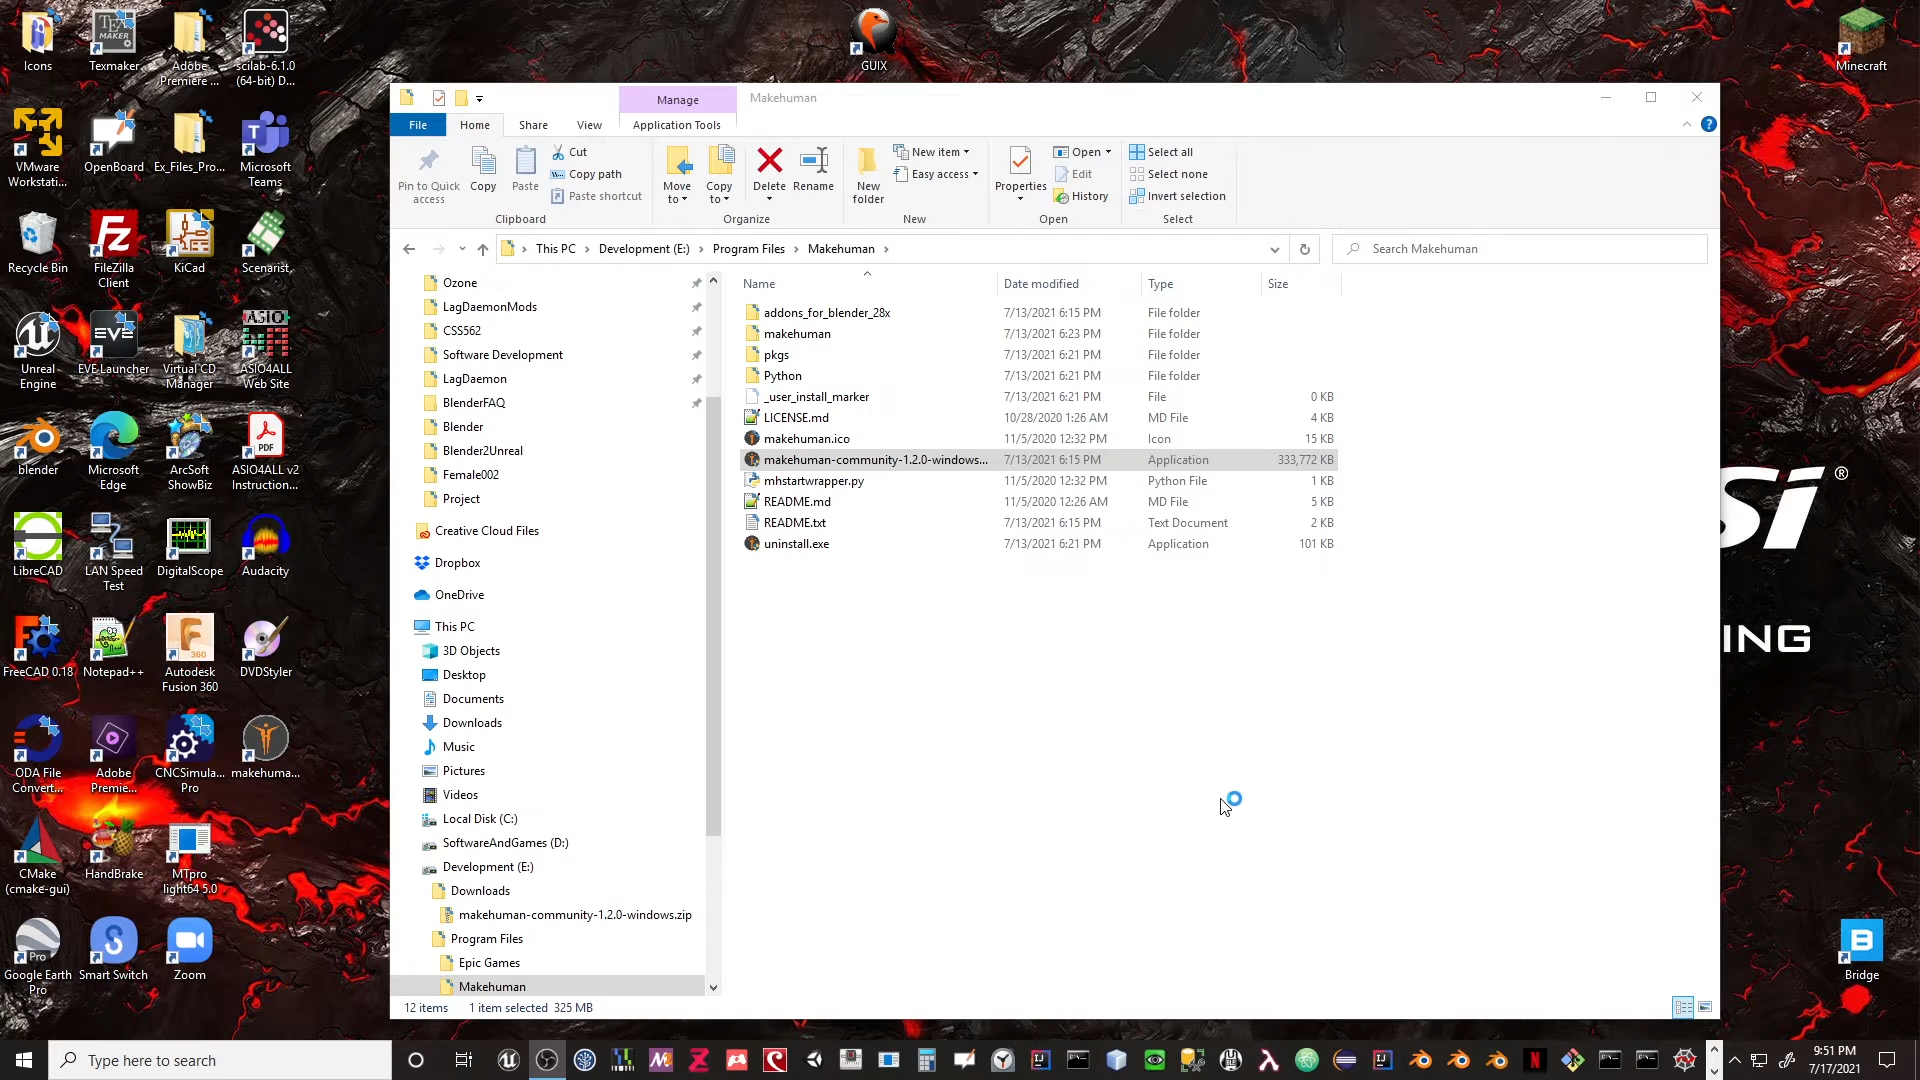 Icons
Texmaker
Adobe
Premiere ...
scilab-6.1.0
(64-bit) D...
GUIX
Minecraft
VMware
Workstati...
OpenBoard
Ex_Files_Pro...
Microsoft
Teams
Recycle Bin
FileZilla
Client
KiCad
Scenarist
Unreal
Engine
EVE Launcher
Virtual CD
Manager
ASIO4ALL
Web Site
blender
Microsoft
Edge
ArcSoft
ShowBiz
ASIO4ALL v2
Instruction...
LibreCAD
LAN Speed
Test
DigitalScope
Audacity
FreeCAD 0.18
Notepad++
Autodesk
Fusion 360
DVDStyler
ODA File
Convert...
Adobe
Premie...
CNCSimula...
Pro
makehuma...
CMake
(cmake-gui)
HandBrake
MTpro
light64 5.0
Google Earth
Pro
Smart Switch
Zoom
Bridge
TEX
MAKER
EVE
ASIO
4ALL
PDF
360
Pro
si ®
ING
Manage
Makehuman
File
Home
Share
View
Application Tools
Pin to Quick
access
Copy
Paste
Cut
Copy path
Paste shortcut
Clipboard
Move
to
Copy
to
Delete
Rename
Organize
New
folder
New item
Easy access
New
Properties
Open
Edit
History
Open
Select all
Select none
Invert selection
Select
This PC > Development (E:) > Program Files > Makehuman >
Search Makehuman
Ozone
LagDaemonMods
CSS562
Software Development
LagDaemon
BlenderFAQ
Blender
Blender2Unreal
Female002
Project
Creative Cloud Files
Dropbox
OneDrive
This PC
3D Objects
Desktop
Documents
Downloads
Music
Pictures
Videos
Local Disk (C:)
SoftwareAndGames (D:)
Development (E:)
Downloads
makehuman-community-1.2.0-windows.zip
Program Files
Epic Games
Makehuman
Name Date modified Type Size
addons_for_blender_28x 7/13/2021 6:15 PM File folder
makehuman 7/13/2021 6:23 PM File folder
pkgs 7/13/2021 6:21 PM File folder
Python 7/13/2021 6:21 PM File folder
_user_install_marker 7/13/2021 6:21 PM File 0 KB
LICENSE.md 10/28/2020 1:26 AM MD File 4 KB
makehuman.ico 11/5/2020 12:32 PM Icon 15 KB
makehuman-community-1.2.0-windows... 7/13/2021 6:15 PM Application 333,772 KB
mhstartwrapper.py 11/5/2020 12:32 PM Python File 1 KB
README.md 11/5/2020 12:26 AM MD File 5 KB
README.txt 7/13/2021 6:15 PM Text Document 2 KB
uninstall.exe 7/13/2021 6:21 PM Application 101 KB
12 items 1 item selected 325 MB
Type here to search
9:51 PM
7/17/2021